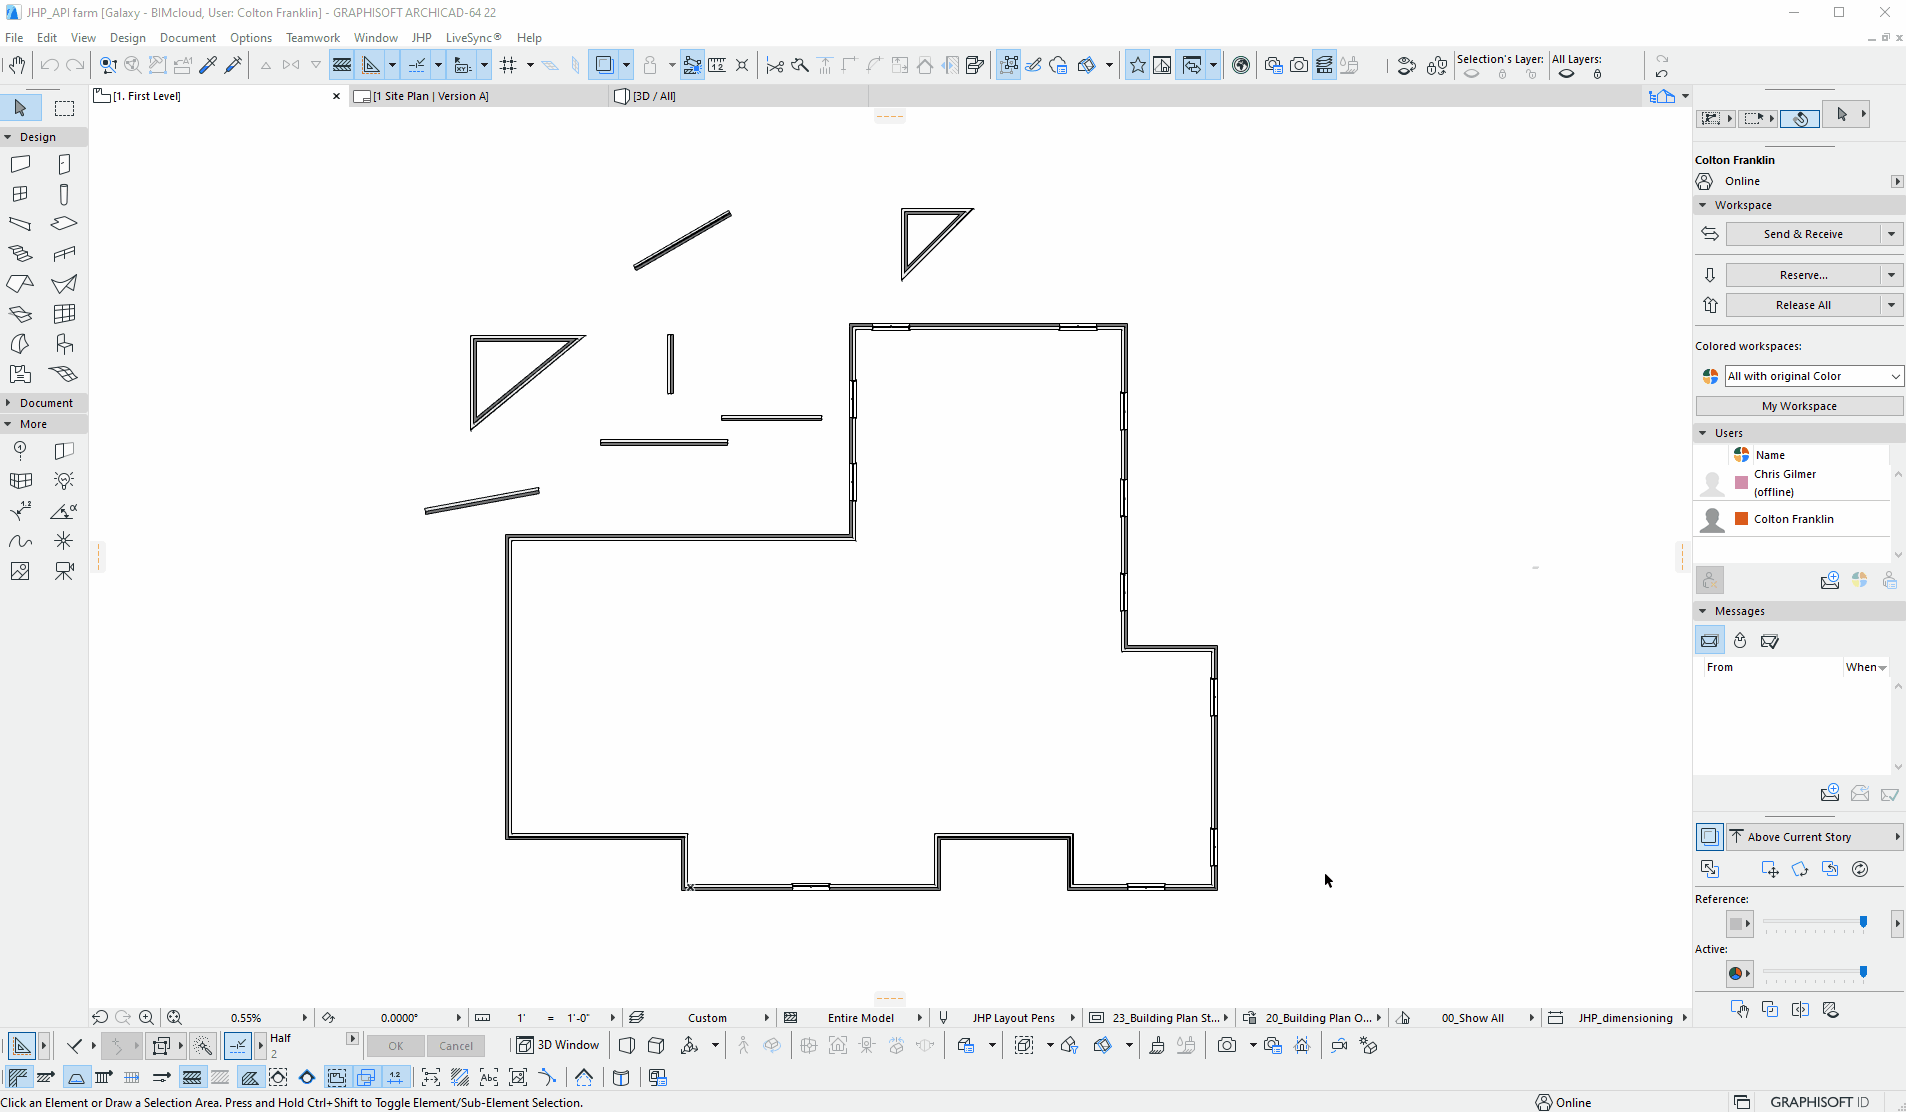 JHP_API farm [Galaxy - BIMcloud, User: Colton Franklin] - GRAPHISOFT ARCHICAD-64 22
File Edit View Design Document Options Teamwork Window JHP LiveSync® Help
Selection's Layer: All Layers:
[1. First Level] [1 Site Plan | Version A] [3D / All]
Design
Document
More
Colton Franklin
Online
Workspace
Send & Receive
Reserve...
Release All
Colored workspaces:
All with original Color
My Workspace
Users
Name
Chris Gilmer
(offline)
Colton Franklin
Messages
From When
Above Current Story
Reference:
Active:
0.55% 0.0000° 1' = 1'-0" Custom Entire Model JHP Layout Pens 23_Building Plan St... 20_Building Plan O... 00_Show All JHP_dimensioning
Half
2
OK Cancel 3D Window
Click an Element or Draw a Selection Area. Press and Hold Ctrl+Shift to Toggle Element/Sub-Element Selection.
Online GRAPHISOFT ID